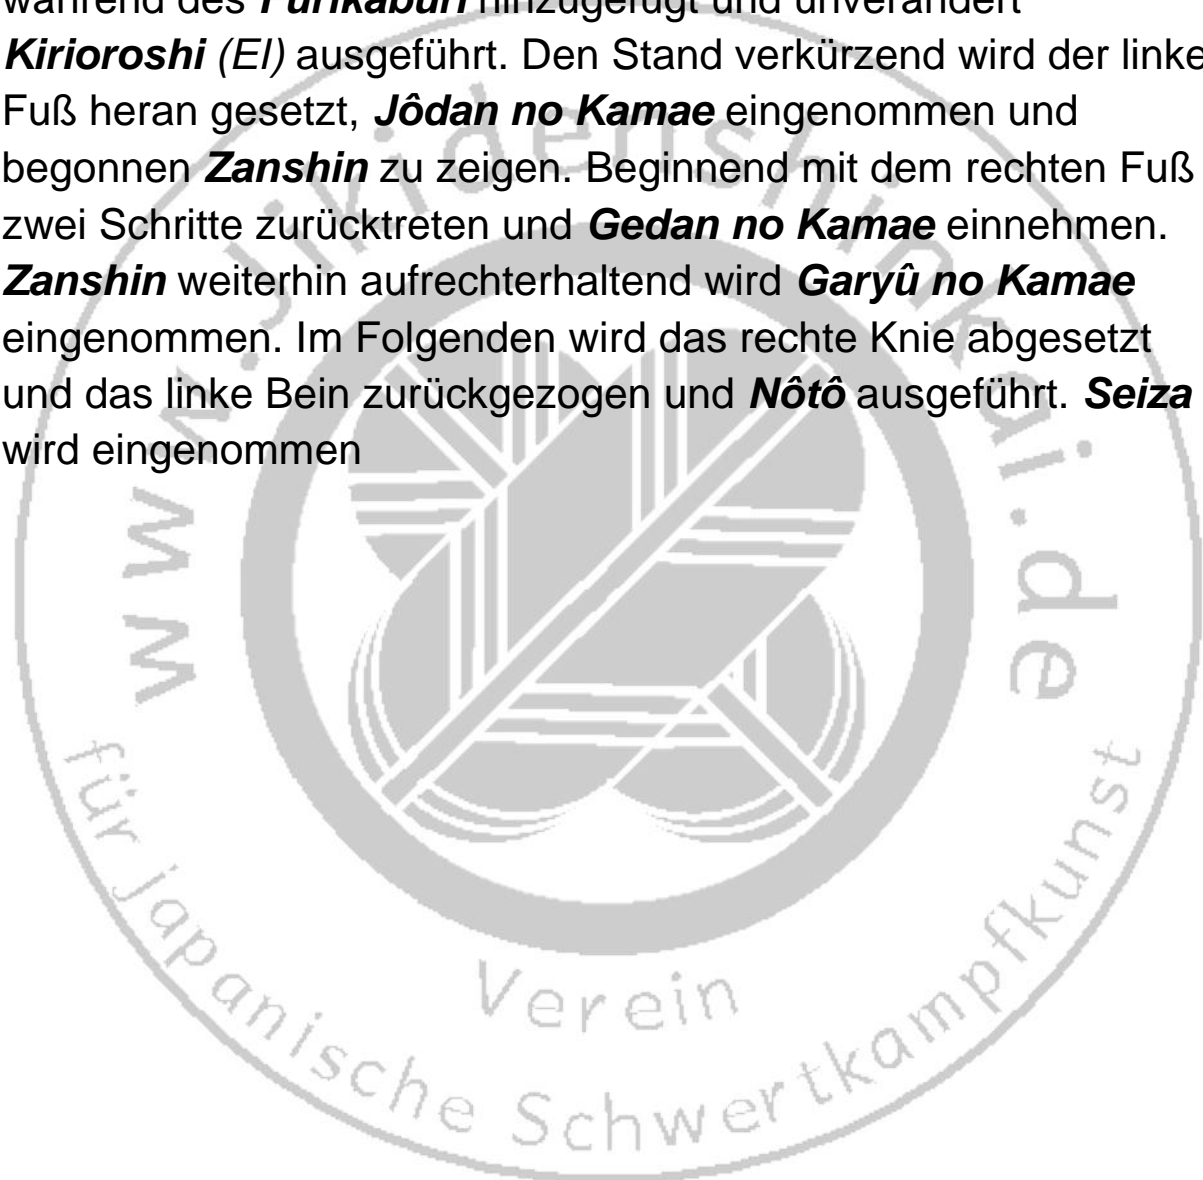 während des Furikaburi hinzugefügt und unverändert
Kirioroshi (EI) ausgeführt. Den Stand verkürzend wird der linke
Fuß heran gesetzt, Jôdan no Kamae eingenommen und
begonnen Zanshin zu zeigen. Beginnend mit dem rechten Fuß
zwei Schritte zurücktreten und Gedan no Kamae einnehmen.
Zanshin weiterhin aufrechterhaltend wird Garyû no Kamae
eingenommen. Im Folgenden wird das rechte Knie abgesetzt
und das linke Bein zurückgezogen und Nôtô ausgeführt. Seiza
wird eingenommen
www.Jikidenshinkai.de
Verein
für japanische Schwertkampfkunst